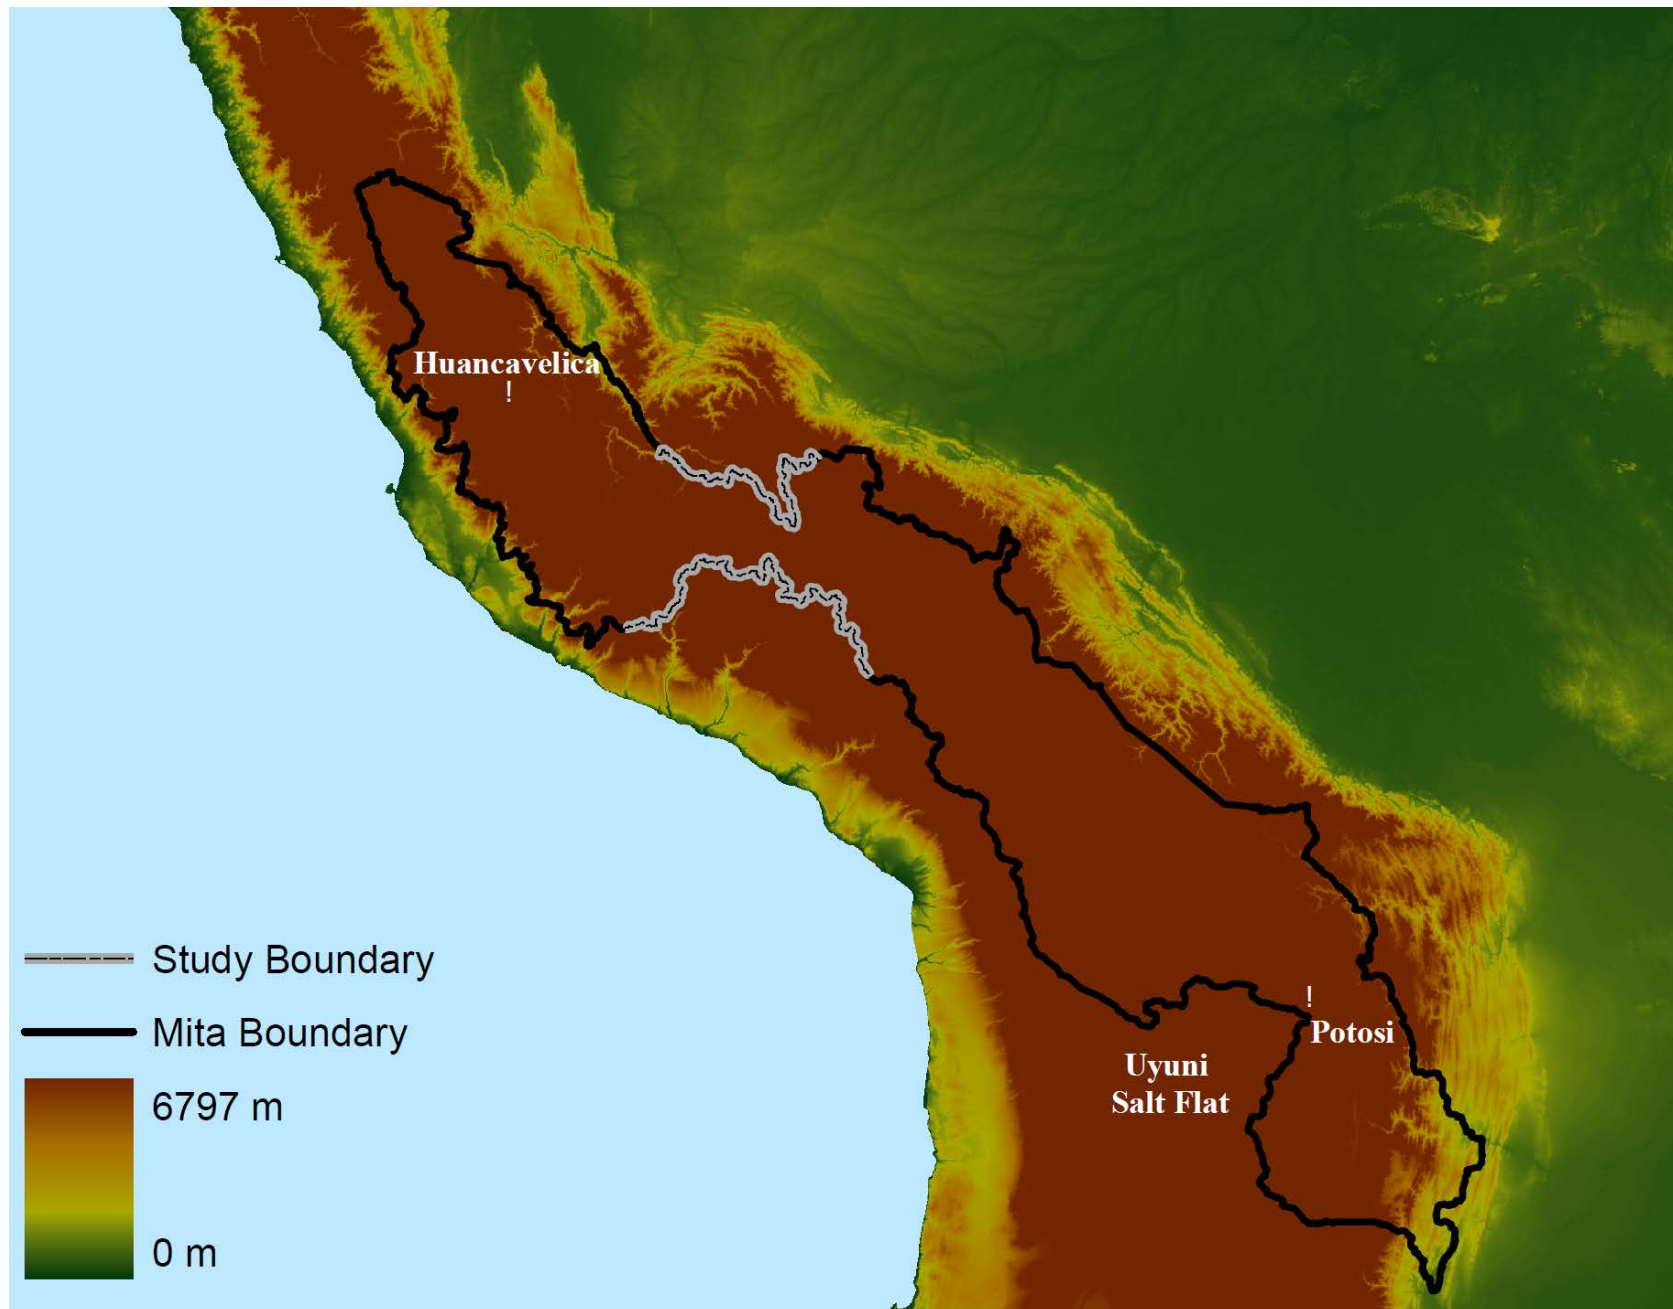 Huancavelica
!
!
Potosi
Uyuni
Salt Flat
Study Boundary
Mita Boundary
6797 m
0 m